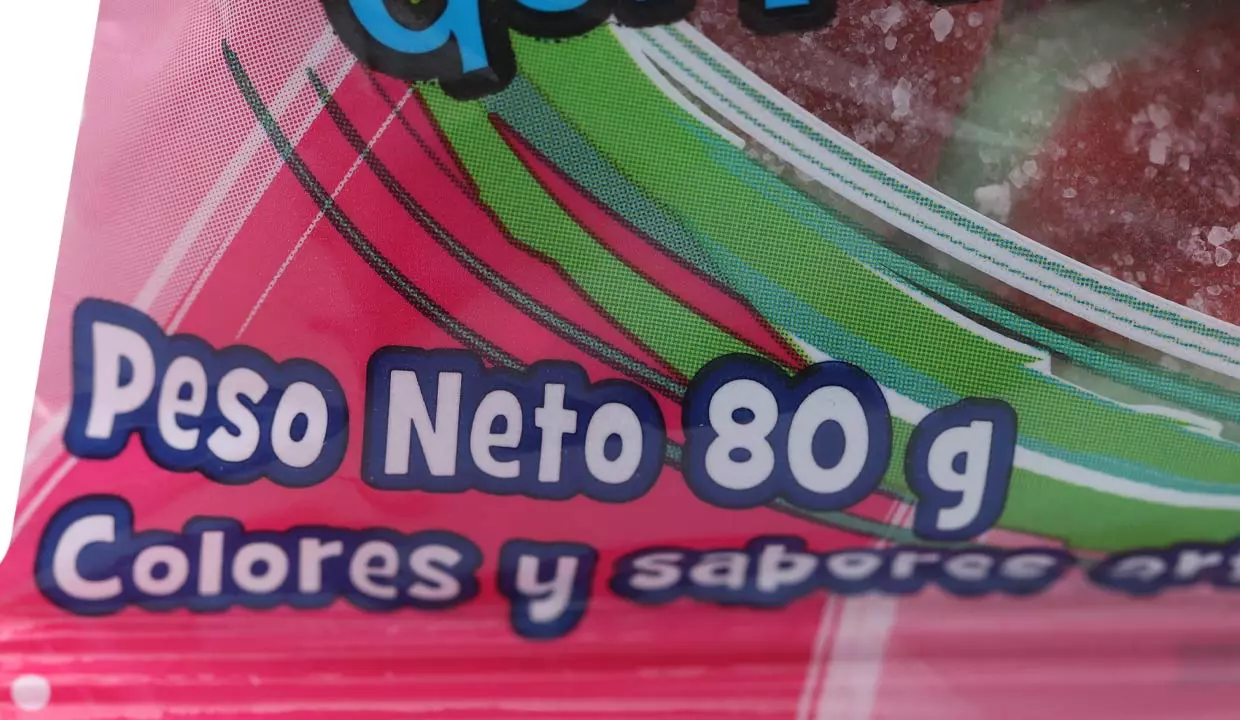 Peso Neto 80 g
Colores y sabores